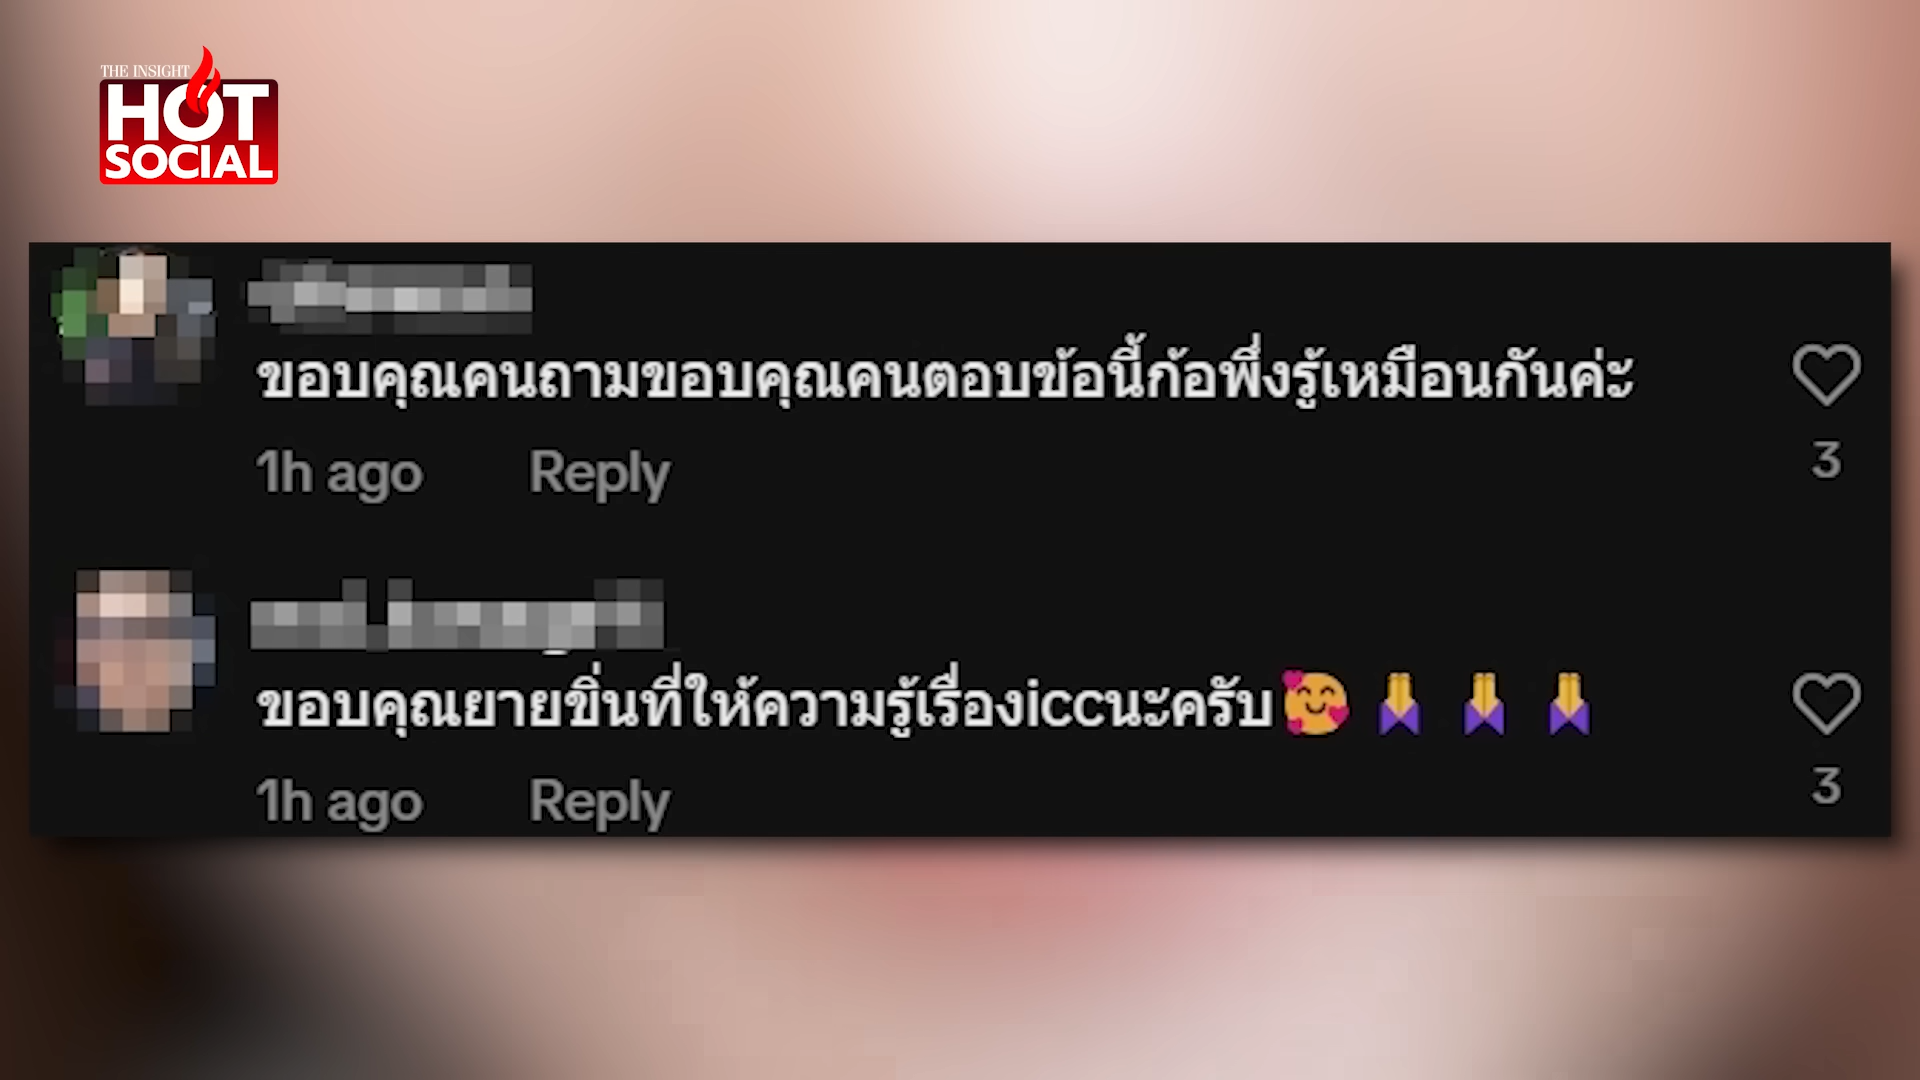 THE INSIGHT
HOT
SOCIAL
ขอบคุณคนถามขอบคุณคนตอบข้อนี้ก้อพึ่งรู้เหมือนกันค่ะ
1h ago Reply
3
ขอบคุณยายขิ่นที่ให้ความรู้เรื่องiccนะครับ🥰🙏🙏🙏
1h ago Reply
3